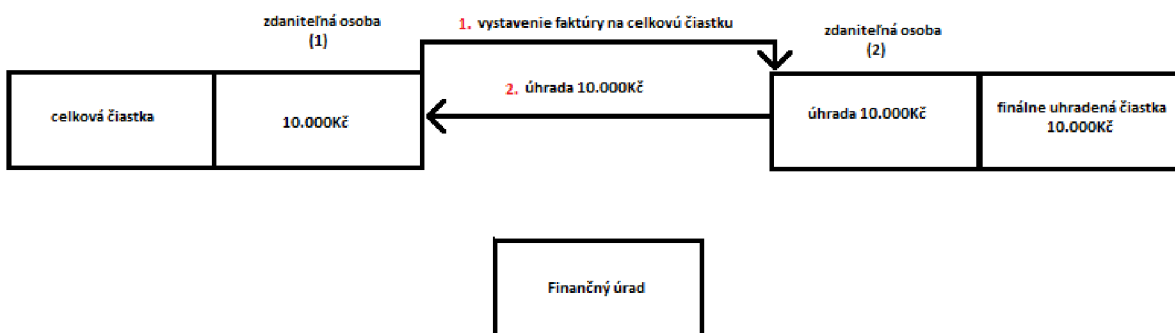 zdaniteľná osoba
(1)
1. vystavenie faktúry na celkovú čiastku
zdaniteľná osoba
(2)
celková čiastka
10.000Kč
2. úhrada 10.000Kč
úhrada 10.000Kč
finálne uhradená čiastka
10.000Kč
Finančný úrad